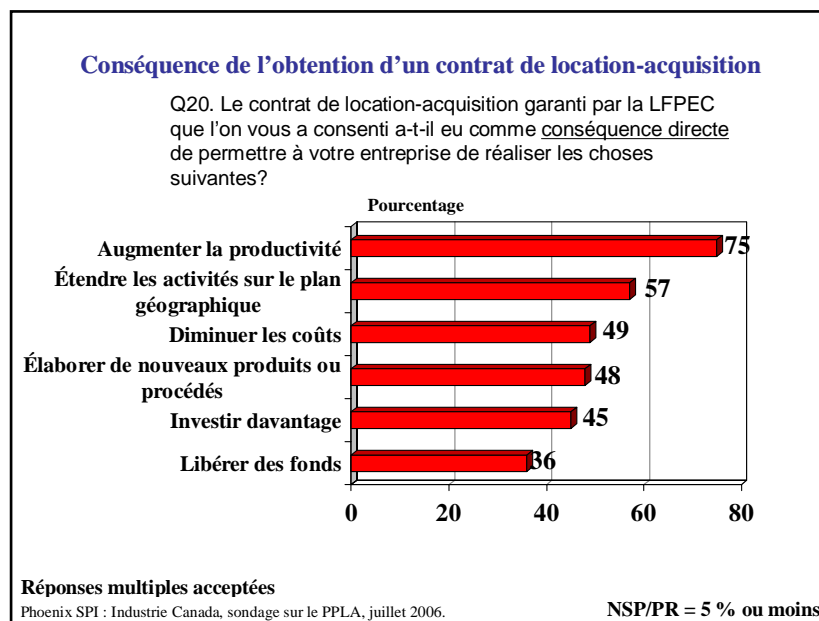 Conséquence de l'obtention d'un contrat de location-acquisition
Q20. Le contrat de location-acquisition garanti par la LFPEC
que l'on vous a consenti a-t-il eu comme conséquence directe
de permettre à votre entreprise de réaliser les choses
suivantes?
Pourcentage
Augmenter la productivité
75
Étendre les activités sur le plan
géographique
57
Diminuer les coûts
49
Élaborer de nouveaux produits ou
procédés
48
Investir davantage
45
Libérer des fonds
36
0 20 40 60 80
Réponses multiples acceptées
Phoenix SPI : Industrie Canada, sondage sur le PPLA, juillet 2006.
NSP/PR = 5 % ou moins